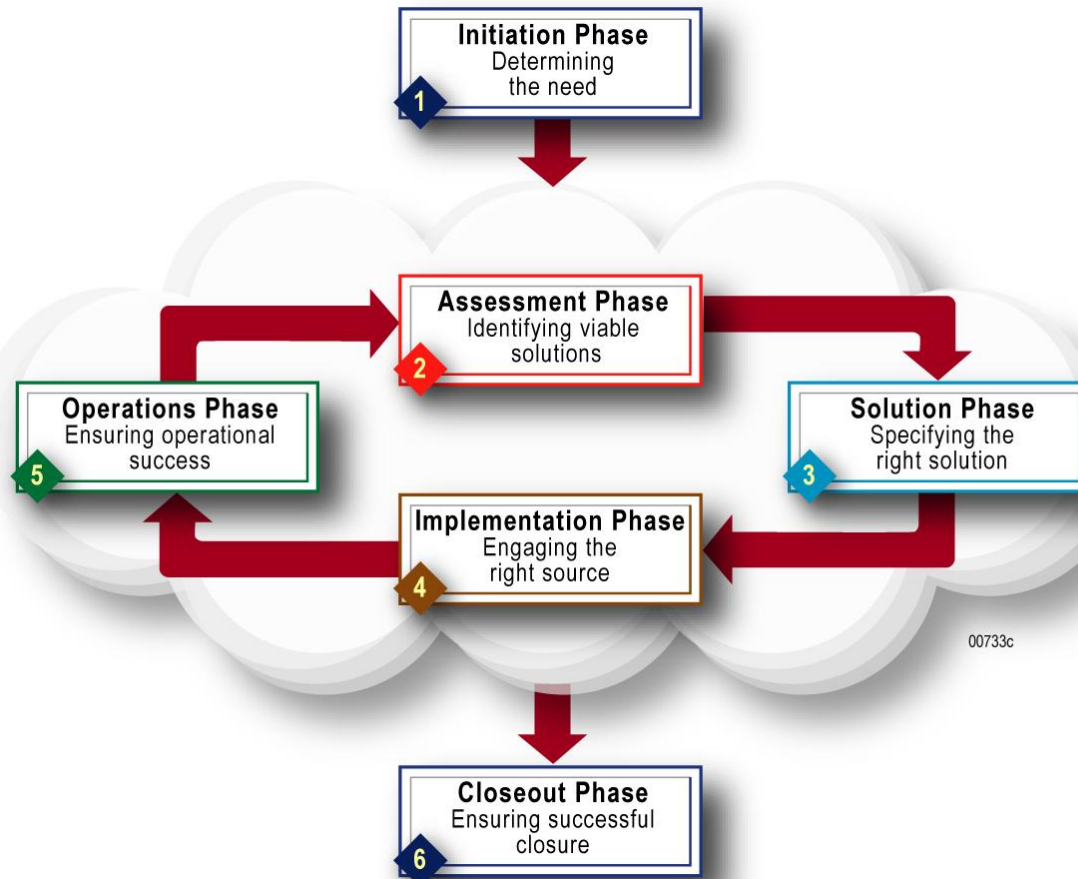 Initiation Phase
Determining
the need
1
Assessment Phase
Identifying viable
solutions
2
Operations Phase
Ensuring operational
success
5
Solution Phase
Specifying the
right solution
3
Implementation Phase
Engaging the
right source
4
00733c
Closeout Phase
Ensuring successful
closure
6